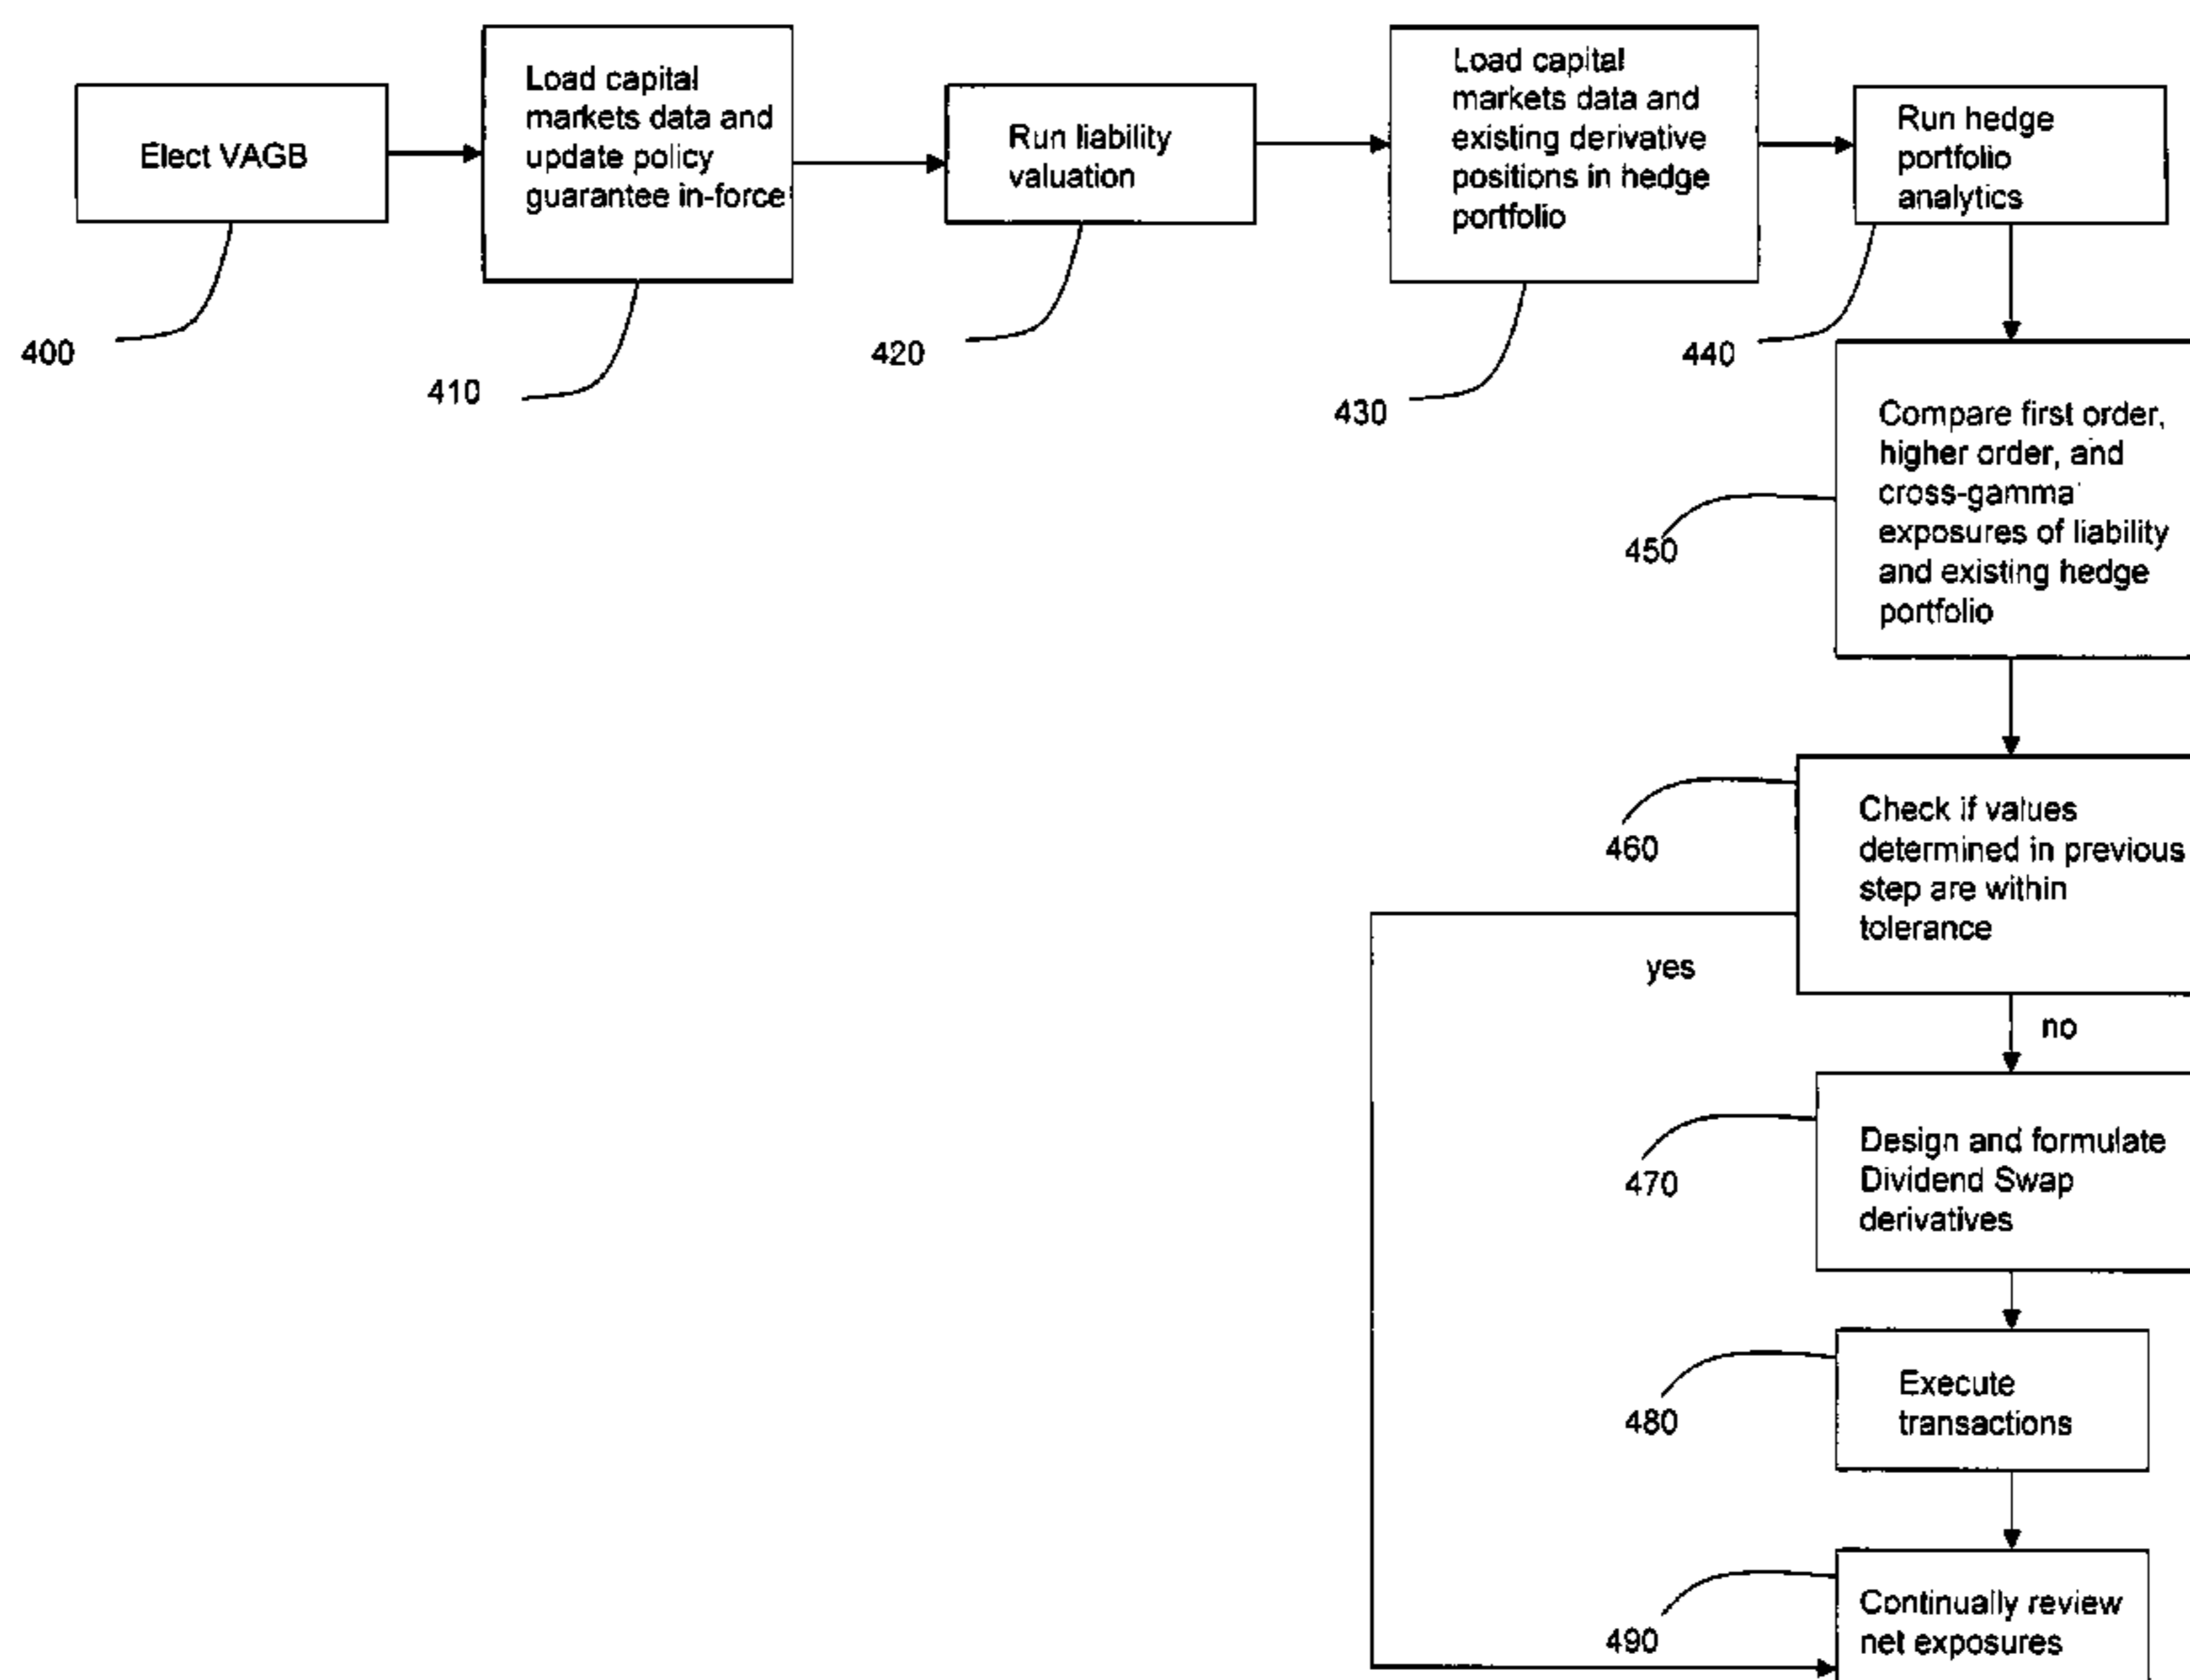 Elect VAGB
400
Load capital
markets data and
update policy
guarantee in-force
410
Run liability
valuation
420
Load capital
markets data and
existing derivative
positions in hedge
portfolio
430
Run hedge
portfolio
analytics
440
Compare first order,
higher order, and
cross-gamma
exposures of liability
and existing hedge
portfolio
450
Check if values
determined in previous
step are within
tolerance
460
yes
no
Design and formulate
Dividend Swap
derivatives
470
Execute
transactions
480
Continually review
net exposures
490